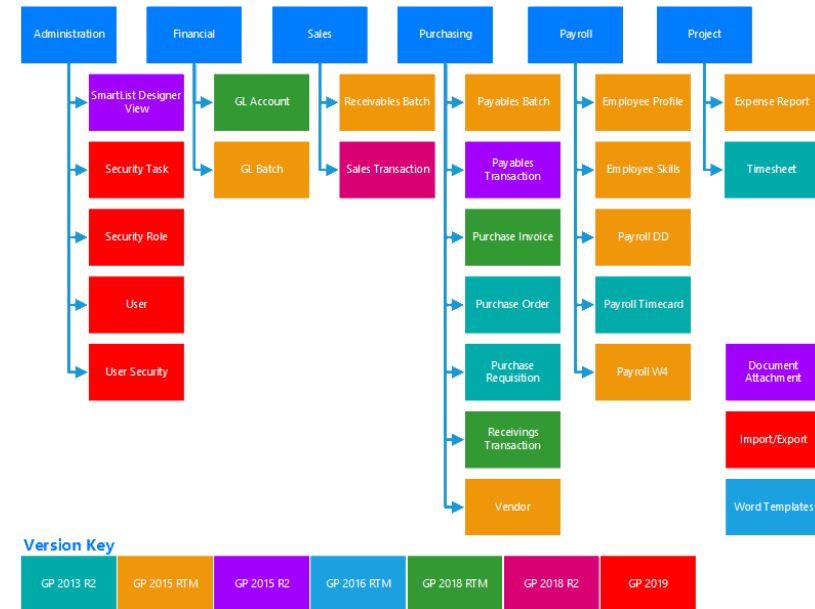 Administration
Financial
Sales
Purchasing
Payroll
Project
SmartList Designer
View
GL Account
Receivables Batch
Payables Batch
Employee Profile
Expense Report
Security Task
GL Batch
Sales Transaction
Payables
Transaction
Employee Skills
Timesheet
Security Role
Purchase Invoice
Payroll DD
User
Purchase Order
Payroll Timecard
User Security
Purchase
Requisition
Payroll W4
Document
Attachment
Receivings
Transaction
Import/Export
Vendor
Word Templates
Version Key
GP 2013 R2
GP 2015 RTM
GP 2015 R2
GP 2016 RTM
GP 2018 RTM
GP 2018 R2
GP 2019